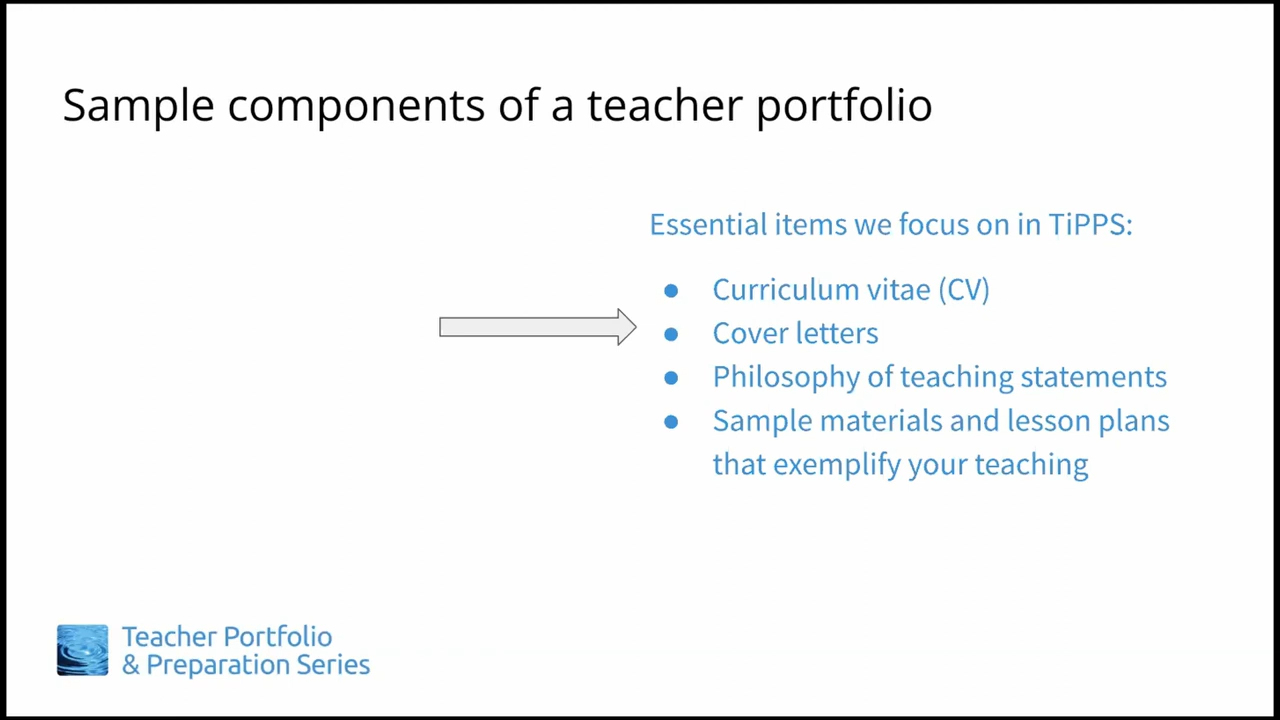 Sample components of a teacher portfolio
Essential items we focus on in TiPPS:
● Curriculum vitae (CV)
● Cover letters
● Philosophy of teaching statements
● Sample materials and lesson plans
that exemplify your teaching
Teacher Portfolio
& Preparation Series